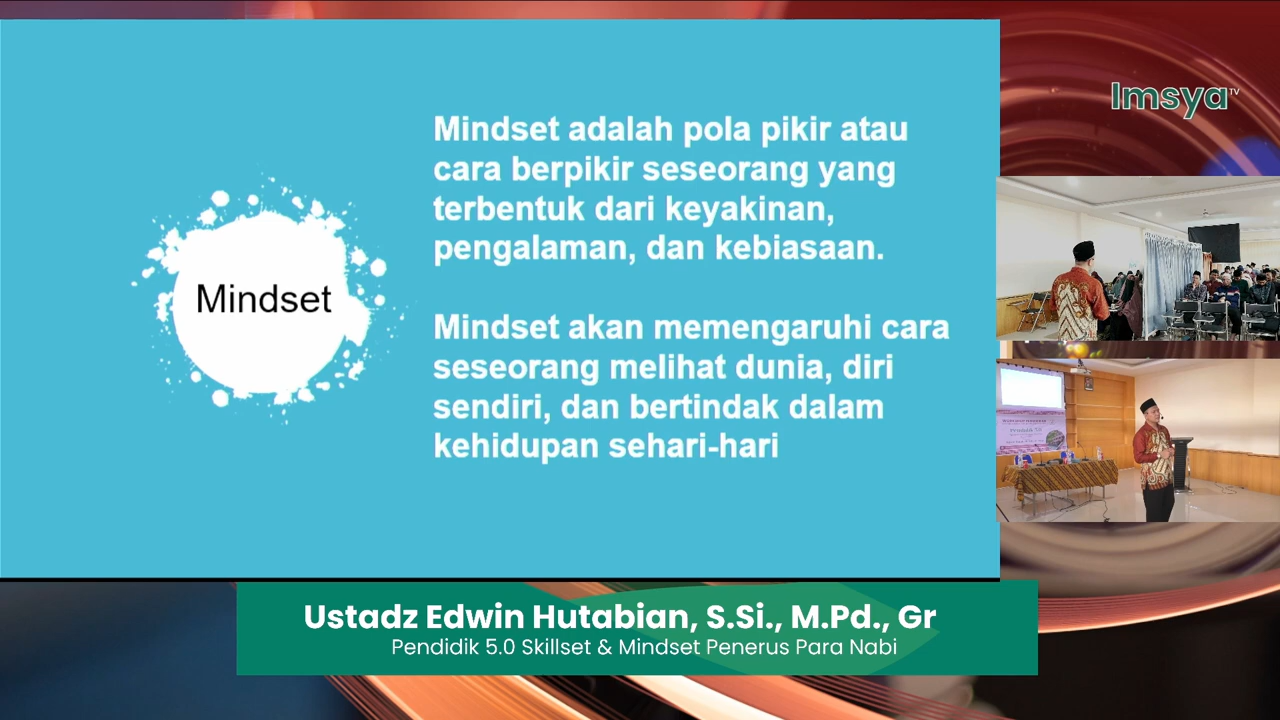 Imsya TV
Mindset
Mindset adalah pola pikir atau
cara berpikir seseorang yang
terbentuk dari keyakinan,
pengalaman, dan kebiasaan.
Mindset akan memengaruhi cara
seseorang melihat dunia, diri
sendiri, dan bertindak dalam
kehidupan sehari-hari
Ustadz Edwin Hutabian, S.Si., M.Pd., Gr
Pendidik 5.0 Skillset & Mindset Penerus Para Nabi